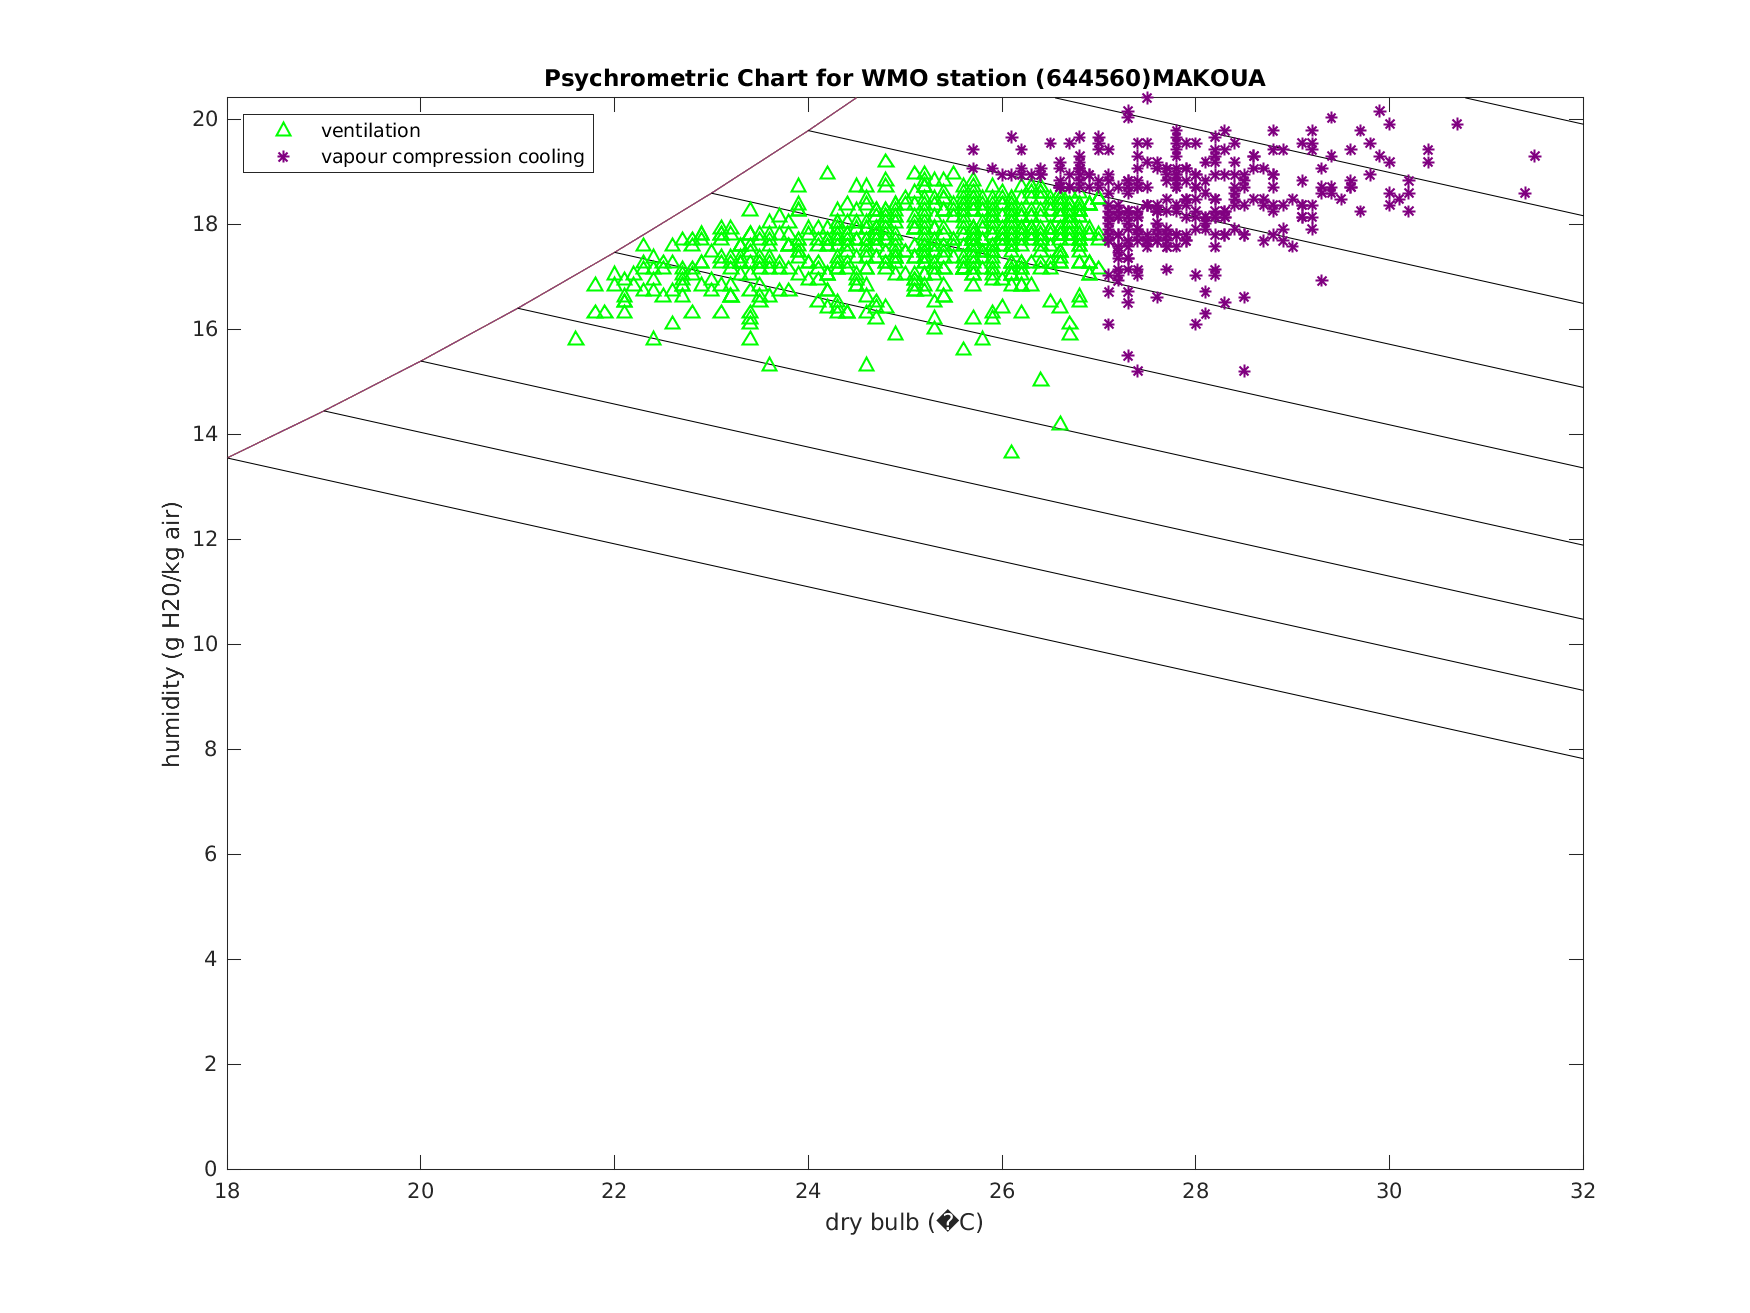 Psychrometric Chart for WMO station (644560)MAKOUA
ventilation
vapour compression cooling
humidity (g H20/kg air)
20
18
16
14
12
10
8
6
4
2
0
18 20 22 24 26 28 30 32
dry bulb (�C)